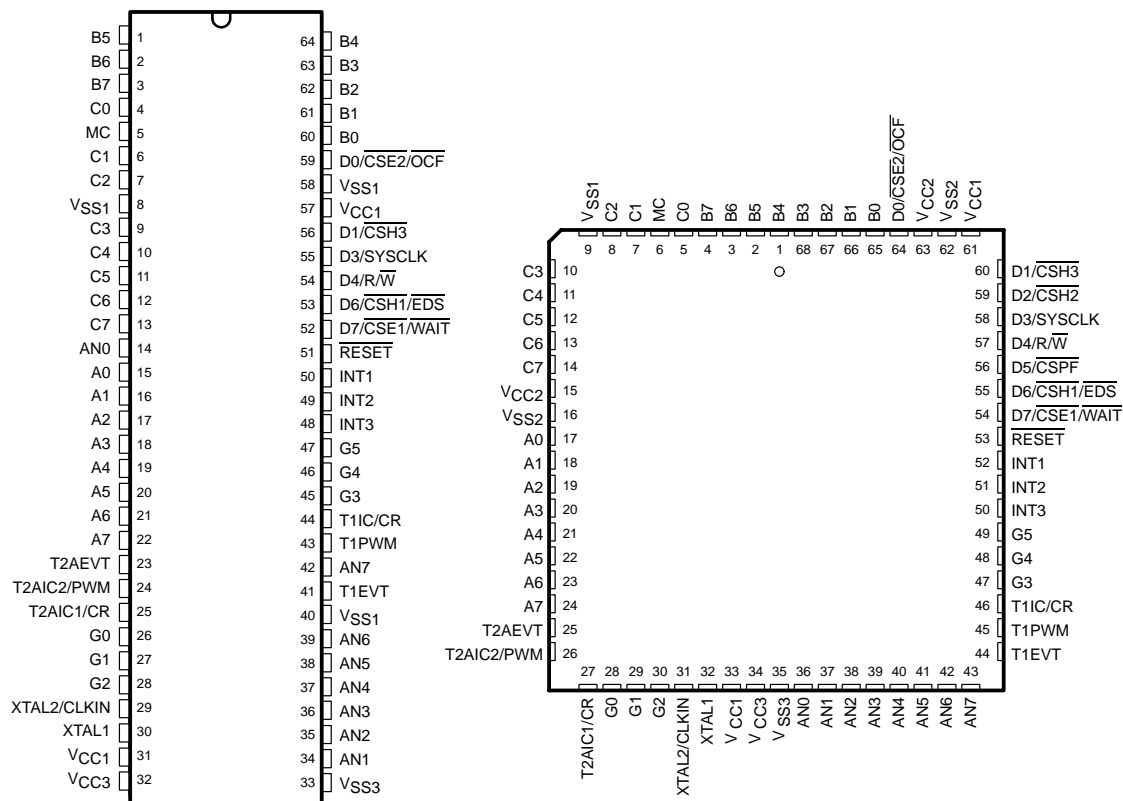 B5 1
B6 2
B7 3
C0 4
MC 5
C1 6
C2 7
VSS1 8
C3 9
C4 10
C5 11
C6 12
C7 13
AN0 14
A0 15
A1 16
A2 17
A3 18
A4 19
A5 20
A6 21
A7 22
T2AEVT 23
T2AIC2/PWM 24
T2AIC1/CR 25
G0 26
G1 27
G2 28
XTAL2/CLKIN 29
XTAL1 30
VCC1 31
VCC3 32
64 B4
63 B3
62 B2
61 B1
60 B0
59 D0/CSE2/OCF
58 VSS1
57 VCC1
56 D1/CSH3
55 D3/SYSCLK
54 D4/R/W
53 D6/CSH1/EDS
52 D7/CSE1/WAIT
51 RESET
50 INT1
49 INT2
48 INT3
47 G5
46 G4
45 G3
44 T1IC/CR
43 T1PWM
42 AN7
41 T1EVT
40 VSS1
39 AN6
38 AN5
37 AN4
36 AN3
35 AN2
34 AN1
33 VSS3
VSS1 C2 C1 MC C0 B7 B6 B5 B4 B3 B2 B1 B0 D0/CSE2/OCF VCC2 VSS2 VCC1
9 8 7 6 5 4 3 2 1 68 67 66 65 64 63 62 61
C3 10
C4 11
C5 12
C6 13
C7 14
VCC2 15
VSS2 16
A0 17
A1 18
A2 19
A3 20
A4 21
A5 22
A6 23
A7 24
T2AEVT 25
T2AIC2/PWM 26
60 D1/CSH3
59 D2/CSH2
58 D3/SYSCLK
57 D4/R/W
56 D5/CSPF
55 D6/CSH1/EDS
54 D7/CSE1/WAIT
53 RESET
52 INT1
51 INT2
50 INT3
49 G5
48 G4
47 G3
46 T1IC/CR
45 T1PWM
44 T1EVT
27 28 29 30 31 32 33 34 35 36 37 38 39 40 41 42 43
T2AIC1/CR G0 G1 G2 XTAL2/CLKIN XTAL1 VCC1 VCC3 VSS3 AN0 AN1 AN2 AN3 AN4 AN5 AN6 AN7